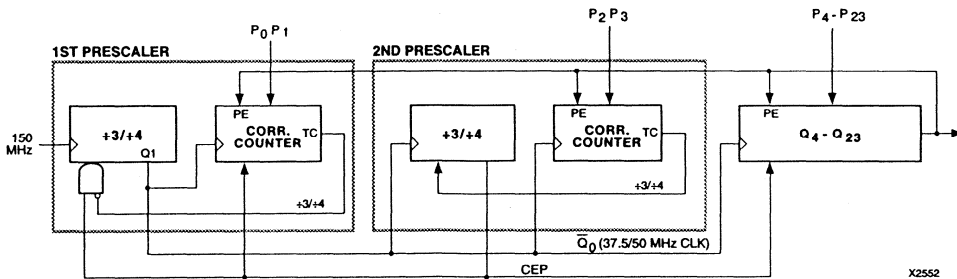 P0 P1
P2 P3
P4 - P23
1ST PRESCALER
2ND PRESCALER
PE
PE
PE
150
MHz
÷3/÷4
Q1
CORR.
COUNTER
TC
÷3/÷4
CORR.
COUNTER
TC
Q4 - Q23
÷3/÷4
÷3/÷4
Q̅0 (37.5/50 MHz CLK)
CEP
X2552